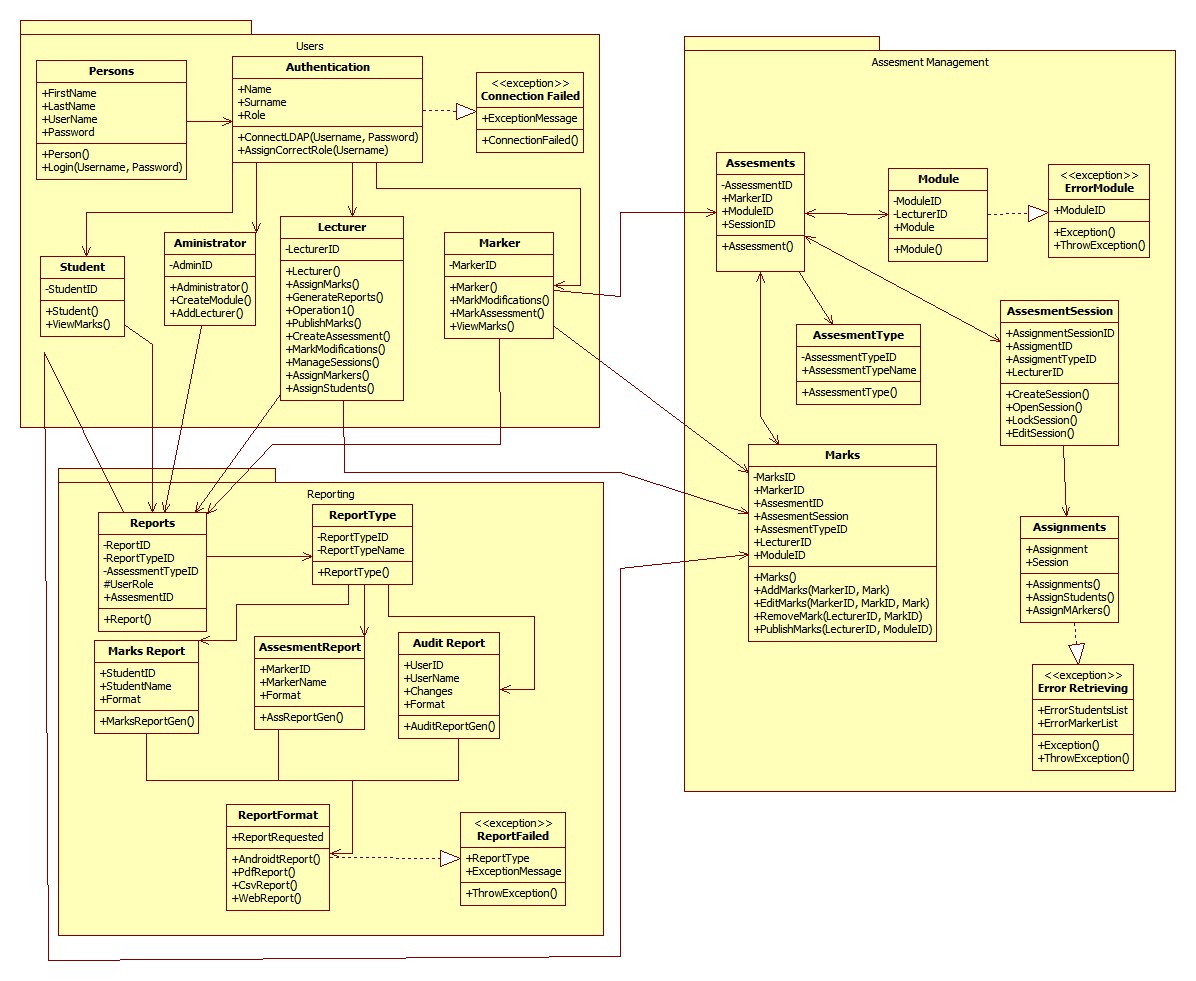 Users
Persons
+FirstName
+LastName
+UserName
+Password
+Person()
+Login(Username, Password)
Authentication
+Name
+Surname
+Role
+ConnectLDAP(Username, Password)
+AssignCorrectRole(Username)
<<exception>>
Connection Failed
+ExceptionMessage
+ConnectionFailed()
Student
-StudentID
+Student()
+ViewMarks()
Aministrator
-AdminID
+Administrator()
+CreateModule()
+AddLecturer()
Lecturer
-LecturerID
+Lecturer()
+AssignMarks()
+GenerateReports()
+Operation1()
+PublishMarks()
+CreateAssessment()
+MarkModifications()
+ManageSessions()
+AssignMarkers()
+AssignStudents()
Marker
-MarkerID
+Marker()
+MarkModifications()
+MarkAssessment()
+ViewMarks()
Reporting
Reports
-ReportID
-ReportTypeID
-AssessmentTypeID
#UserRole
+AssesmentID
+Report()
ReportType
-ReportTypeID
-ReportTypeName
+ReportType()
Marks Report
+StudentID
+StudentName
+Format
+MarksReportGen()
AssesmentReport
+MarkerID
+MarkerName
+Format
+AssReportGen()
Audit Report
+UserID
+UserName
+Changes
+Format
+AuditReportGen()
ReportFormat
+ReportRequested
+AndroidtReport()
+PdfReport()
+CsvReport()
+WebReport()
<<exception>>
ReportFailed
+ReportType
+ExceptionMessage
+ThrowException()
Assesment Management
Assesments
-AssessmentID
+MarkerID
+ModuleID
+SessionID
+Assessment()
Module
-ModuleID
-LecturerID
+Module
+Module()
<<exception>>
ErrorModule
+ModuleID
+Exception()
+ThrowException()
AssesmentType
-AssessmentTypeID
+AssessmentTypeName
+AssessmentType()
AssesmentSession
+AssignmentSessionID
+AssigmentID
+AssigmentTypeID
+LecturerID
+CreateSession()
+OpenSession()
+LockSession()
+EditSession()
Marks
-MarksID
+MarkerID
+AssesmentID
+AssesmentSession
+AssesmentTypeID
+LecturerID
+ModuleID
+Marks()
+AddMarks(MarkerID, Mark)
+EditMarks(MarkerID, MarkID, Mark)
+RemoveMark(LecturerID, MarkID)
+PublishMarks(LecturerID, ModuleID)
Assignments
+Assignment
+Session
+Assignments()
+AssignStudents()
+AssignMArkers()
<<exception>>
Error Retrieving
+ErrorStudentsList
+ErrorMarkerList
+Exception()
+ThrowException()